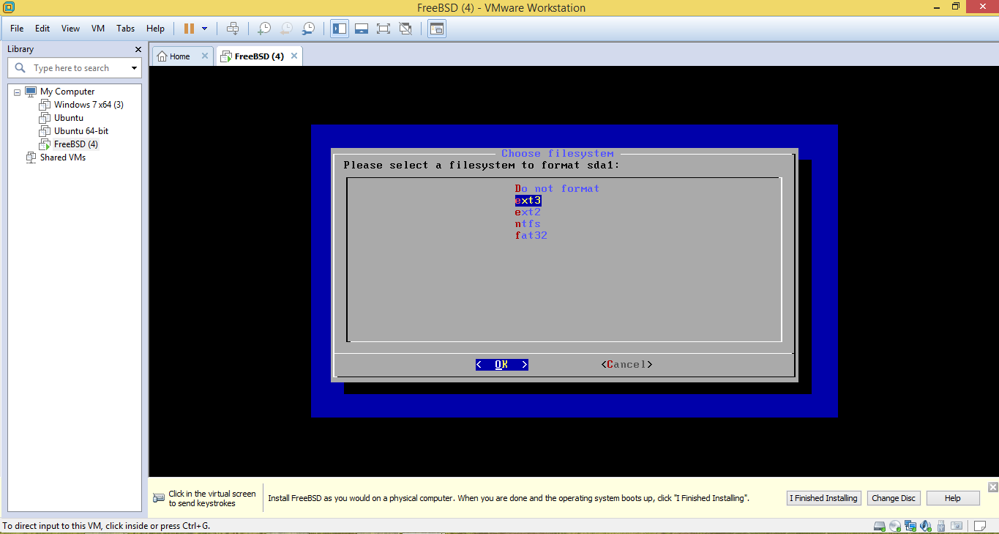 FreeBSD (4) - VMware Workstation
File Edit View VM Tabs Help
Library
Type here to search
My Computer
Windows 7 x64 (3)
Ubuntu
Ubuntu 64-bit
FreeBSD (4)
Shared VMs
Home
FreeBSD (4)
Choose filesystem
Please select a filesystem to format sda1:
Do not format
ext3
ext2
ntfs
fat32
< OK >
<Cancel>
Click in the virtual screen
to send keystrokes
Install FreeBSD as you would on a physical computer. When you are done and the operating system boots up, click "I Finished Installing".
I Finished Installing
Change Disc
Help
To direct input to this VM, click inside or press Ctrl+G.